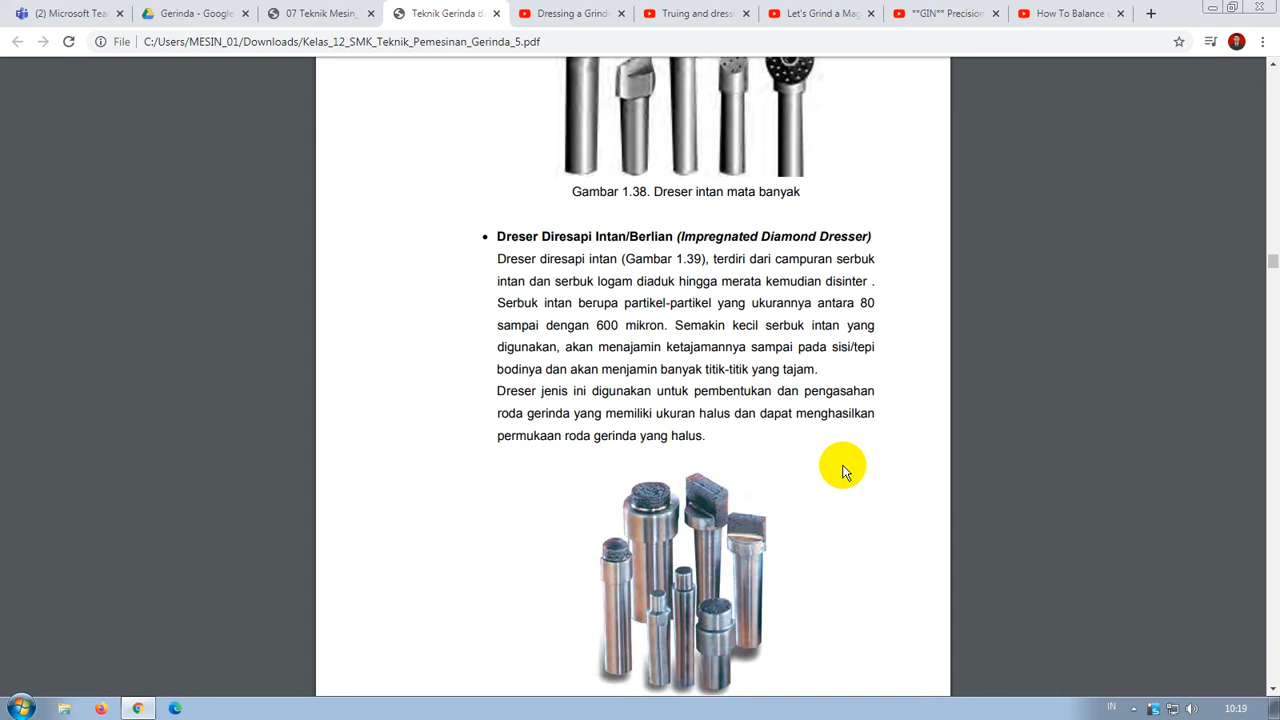 (2) Microsoft Tea
Gerinda - Google
07 Teknik Mesin_
Teknik Gerinda d
Dressing a Grinde
Truing and dresse
Let's Grind a Mag
**GIN** Precision
How To Balance a
File C:/Users/MESIN_01/Downloads/Kelas_12_SMK_Teknik_Pemesinan_Gerinda_5.pdf
Gambar 1.38. Dreser intan mata banyak
• Dreser Diresapi Intan/Berlian (Impregnated Diamond Dresser)
Dreser diresapi intan (Gambar 1.39), terdiri dari campuran serbuk
intan dan serbuk logam diaduk hingga merata kemudian disinter .
Serbuk intan berupa partikel-partikel yang ukurannya antara 80
sampai dengan 600 mikron. Semakin kecil serbuk intan yang
digunakan, akan menajamin ketajamannya sampai pada sisi/tepi
bodinya dan akan menjamin banyak titik-titik yang tajam.
Dreser jenis ini digunakan untuk pembentukan dan pengasahan
roda gerinda yang memiliki ukuran halus dan dapat menghasilkan
permukaan roda gerinda yang halus.
IN
10:19